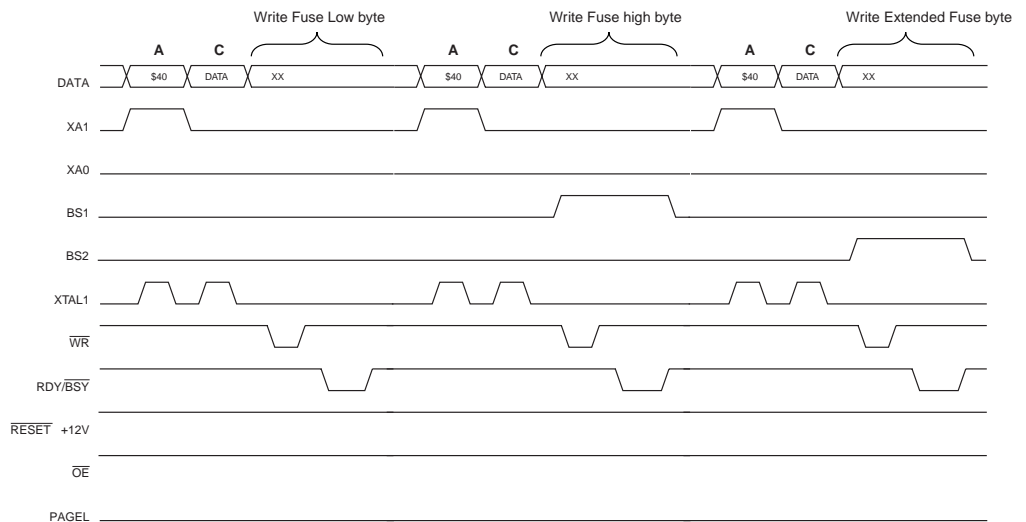 Write Fuse Low byte Write Fuse high byte Write Extended Fuse byte
A C A C A C
DATA $40 DATA XX $40 DATA XX $40 DATA XX
XA1
XA0
BS1
BS2
XTAL1
WR
RDY/BSY
RESET +12V
OE
PAGEL